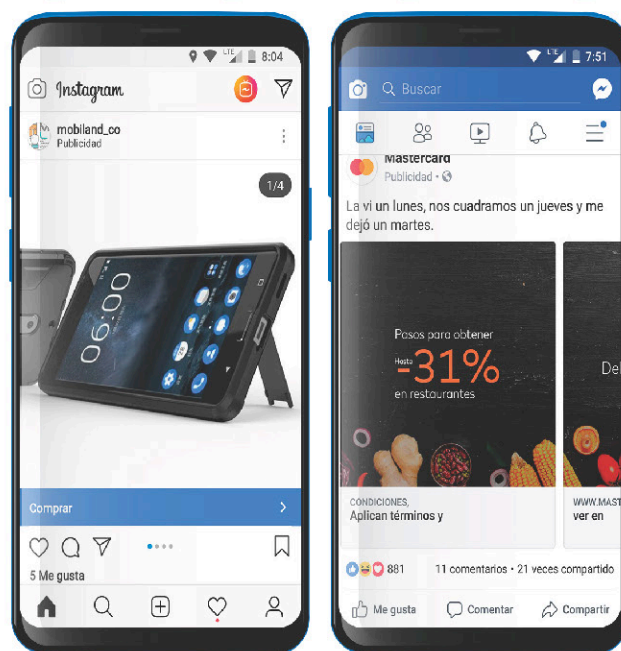 LTE 8:04
Instagram
mobiland_co
Publicidad
1/4
06:00
Comprar
5 Me gusta
LTE 7:51
Buscar
Mastercard
Publicidad •
La vi un lunes, nos cuadramos un jueves y me
dejó un martes.
Pasos para obtener
Hasta
-31%
en restaurantes
Del
CONDICIONES,
Aplican términos y
WWW.MAST
ver en
881
11 comentarios • 21 veces compartido
Me gusta
Comentar
Compartir